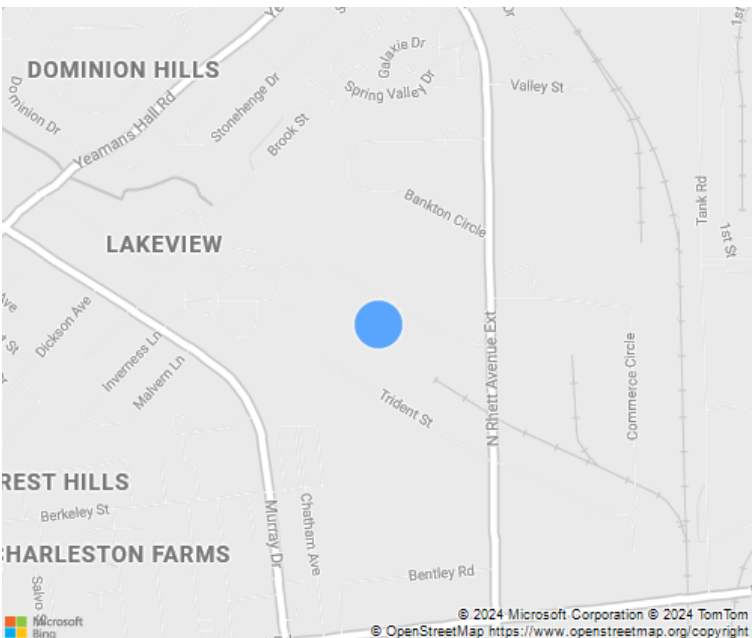 Dr
Galaxie Dr
DOMINION HILLS
Spring Valley Dr
Valley St
Dominion Dr
Yeamans Hall Rd
Stonehenge Dr
Brook St
Bankton Circle
Tank Rd
1st St
LAKEVIEW
Dickson Ave
Inverness Ln
Malvern Ln
N Rhett Avenue Ext
Commerce Circle
Trident St
REST HILLS
Berkeley St
Chatham Ave
Murray Dr
HARLESTON FARMS
Bentley Rd
Microsoft
Bing
© 2024 Microsoft Corporation © 2024 TomTom
© OpenStreetMap https://www.openstreetmap.org/copyright